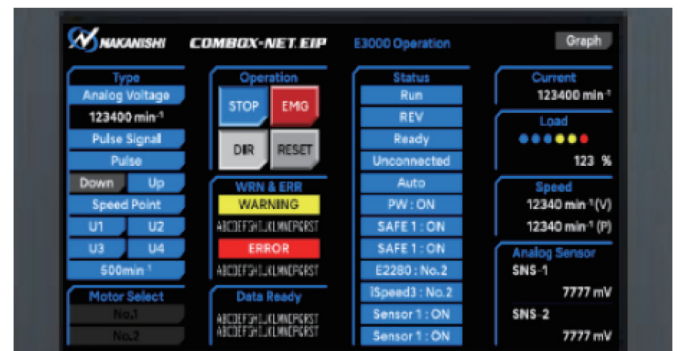 NAKANISHI COMBOX-NET.EIP E3000 Operation Graph
Type
Analog Voltage
123400 min⁻¹
Pulse Signal
Pulse
Down Up
Speed Point
U1 U2
U3 U4
500min⁻¹
Motor Select
No.1
No.2
Operation
STOP EMG
DIR RESET
WRN & ERR
WARNING
ERROR
Data Ready
Status
Run
REV
Ready
Unconnected
Auto
PW : ON
SAFE 1 : ON
SAFE 1 : ON
E2280 : No.2
iSpeed3 : No.2
Sensor 1 : ON
Sensor 1 : ON
Current
123400 min⁻¹
Load
123 %
Speed
12340 min⁻¹(V)
12340 min⁻¹(P)
Analog Sensor
SNS-1
7777 mV
SNS-2
7777 mV